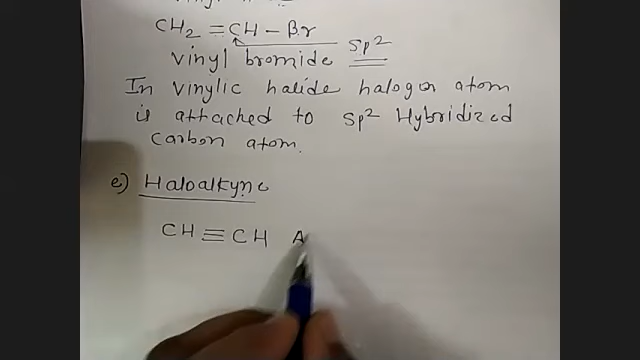 CH2 = CH - Br
Sp2
vinyl bromide
In vinylic halide halogen atom
is attached to sp2 Hybridized
carbon atom.
e) Haloalkyne
CH ≡ CH A